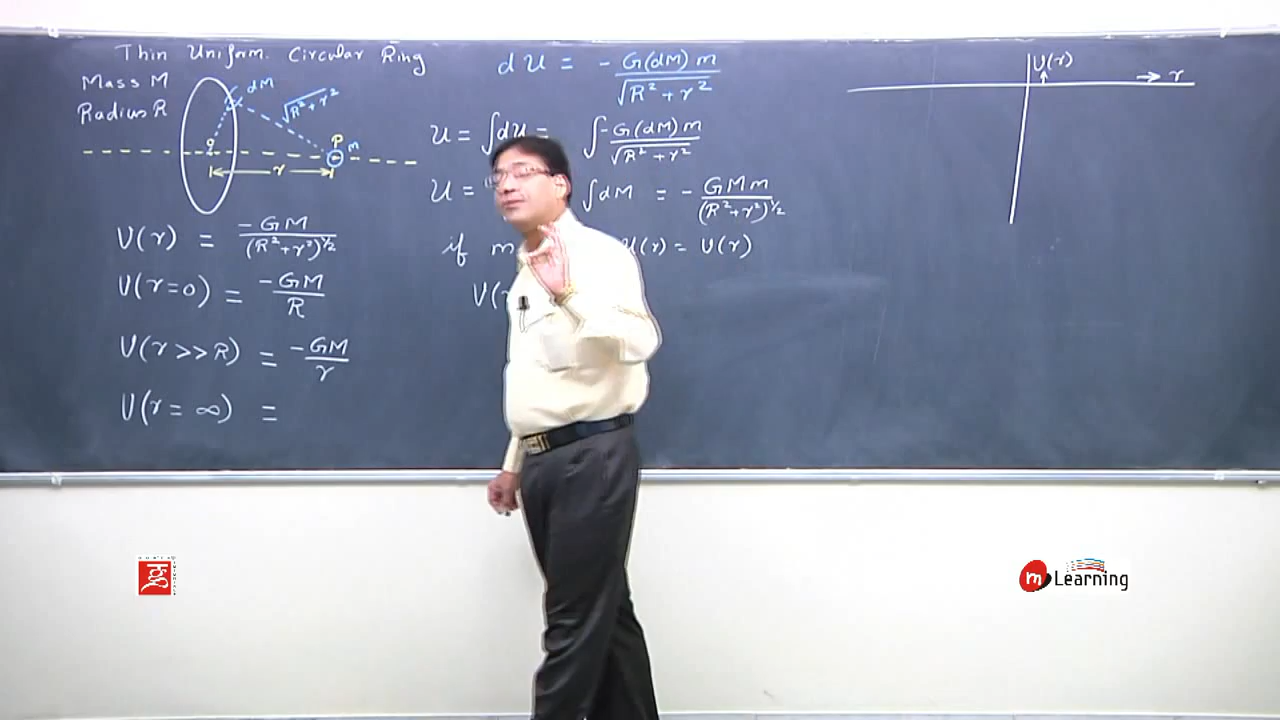 Thin Uniform Circular Ring
Mass M
Radius R
dM
√R²+r²
O
P
m
r
V(r) = -GM/(R²+r²)^½
V(r=0) = -GM/R
V(r>>R) = -GM/r
V(r=∞) =
dU = - G(dM)m/√R²+r²
U = ∫dU = ∫-G(dM)m/√R²+r²
U = ∫dM = - GMm/(R²+r²)^½
if m U(r) = V(r)
V(r
V(r)
→ r
m Learning